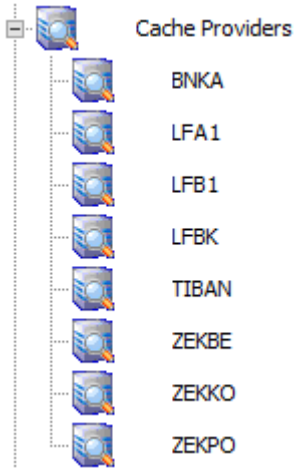 Cache Providers
BNKA
LFA1
LFB1
LFBK
TIBAN
ZEKBE
ZEKKO
ZEKPO